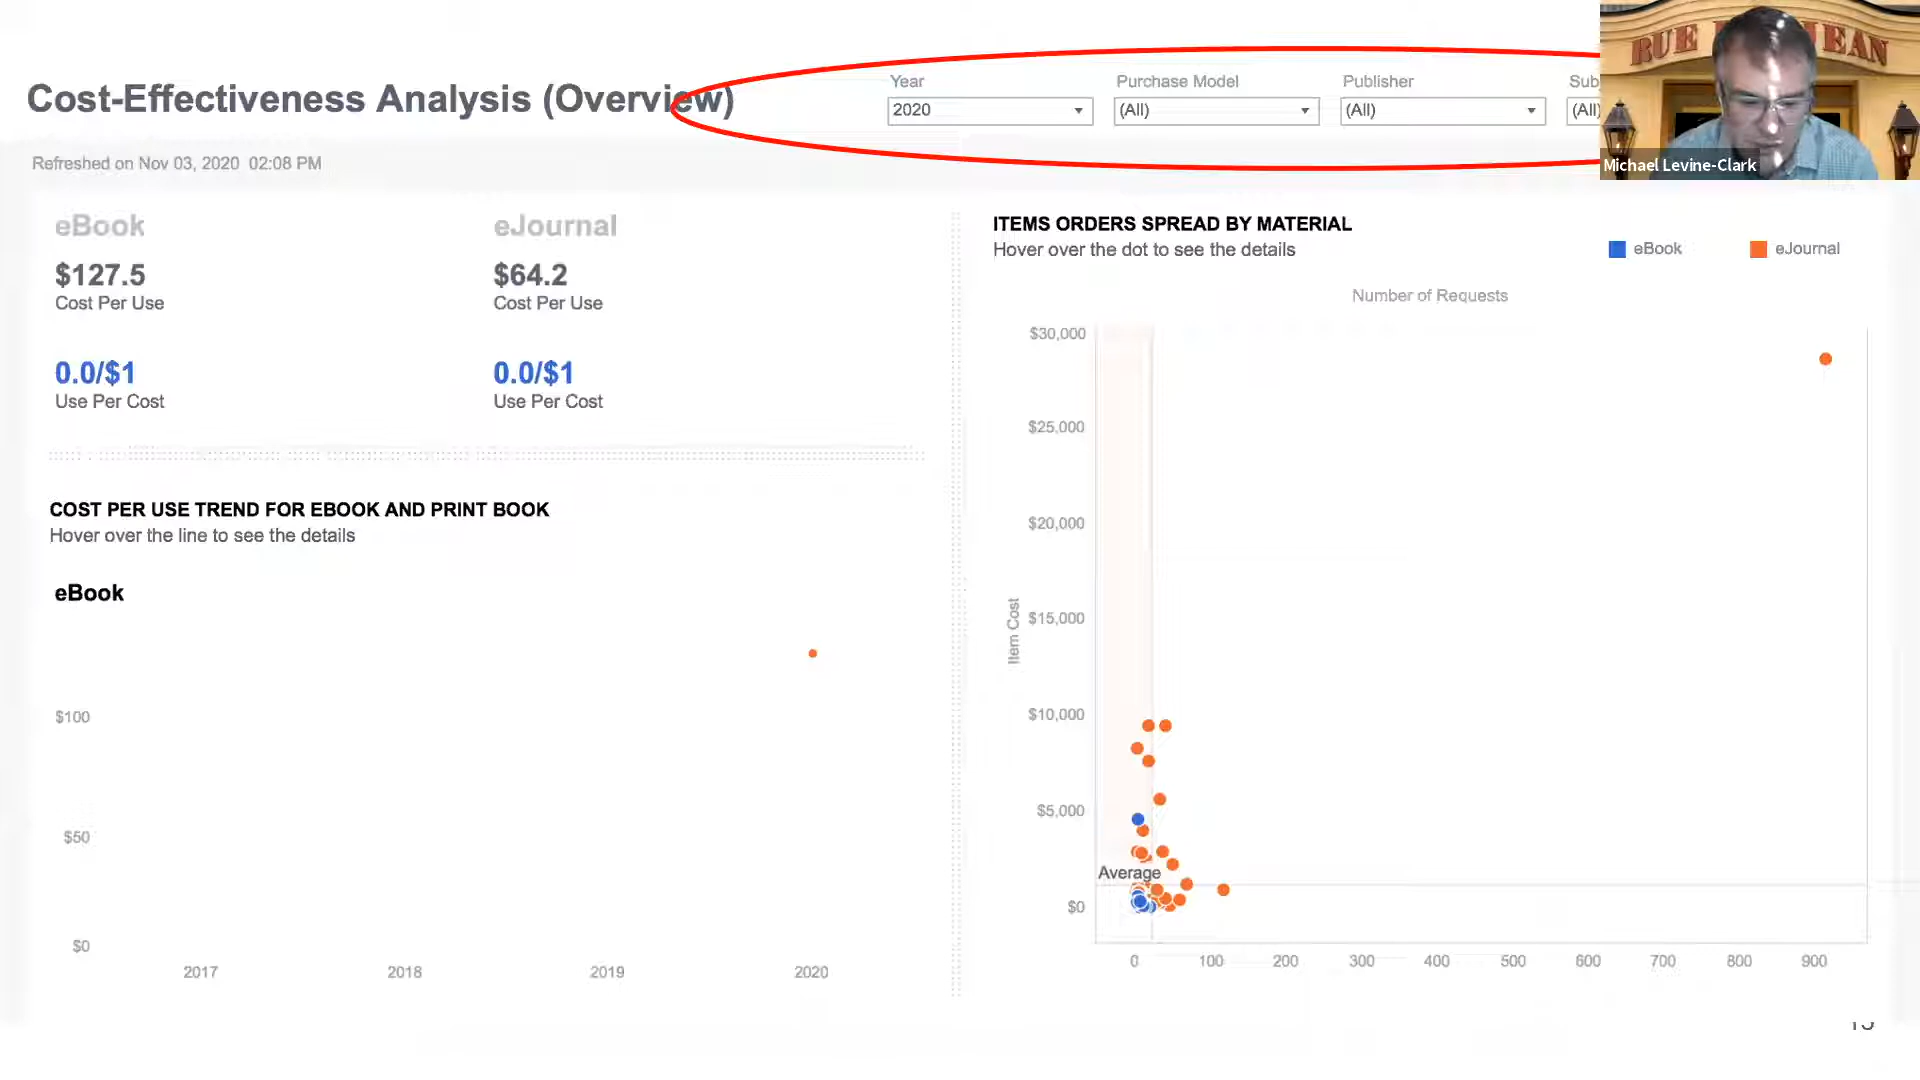 Cost-Effectiveness Analysis (Overview)
Year
2020
Purchase Model
(All)
Publisher
(All)
(All)
RUE
Michael Levine-Clark
Refreshed on Nov 03, 2020 02:08 PM
eBook
$127.5
Cost Per Use
0.0/$1
Use Per Cost
eJournal
$64.2
Cost Per Use
0.0/$1
Use Per Cost
COST PER USE TREND FOR EBOOK AND PRINT BOOK
Hover over the line to see the details
eBook
$100
$50
$0
2017 2018 2019 2020
ITEMS ORDERS SPREAD BY MATERIAL
Hover over the dot to see the details
eBook
eJournal
Number of Requests
Item Cost
$30,000
$25,000
$20,000
$15,000
$10,000
$5,000
Average
$0
0 100 200 300 400 500 600 700 800 900